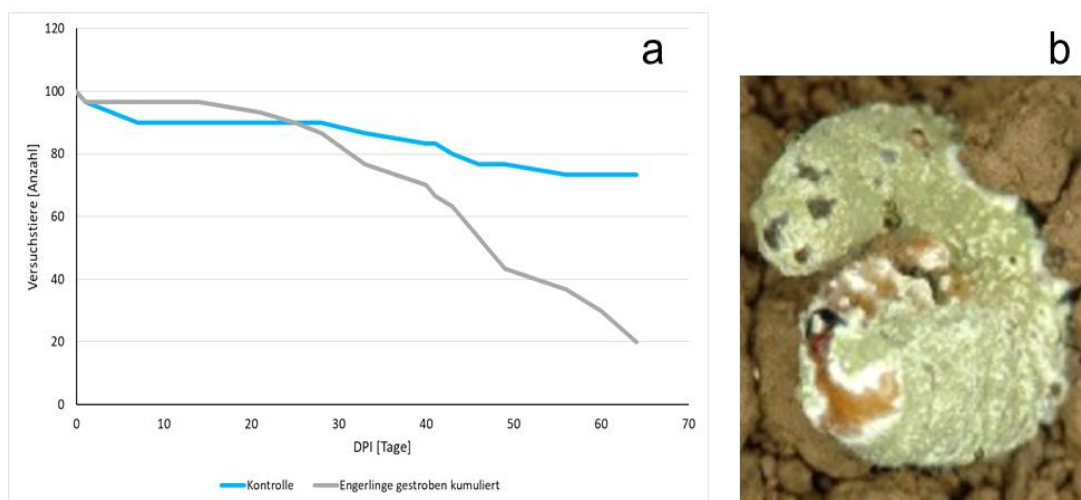 a
b
120
100
80
60
40
20
0
Versuchstiere [Anzahl]
0 10 20 30 40 50 60 70
DPI [Tage]
Kontrolle Engerlinge gestroben kumuliert